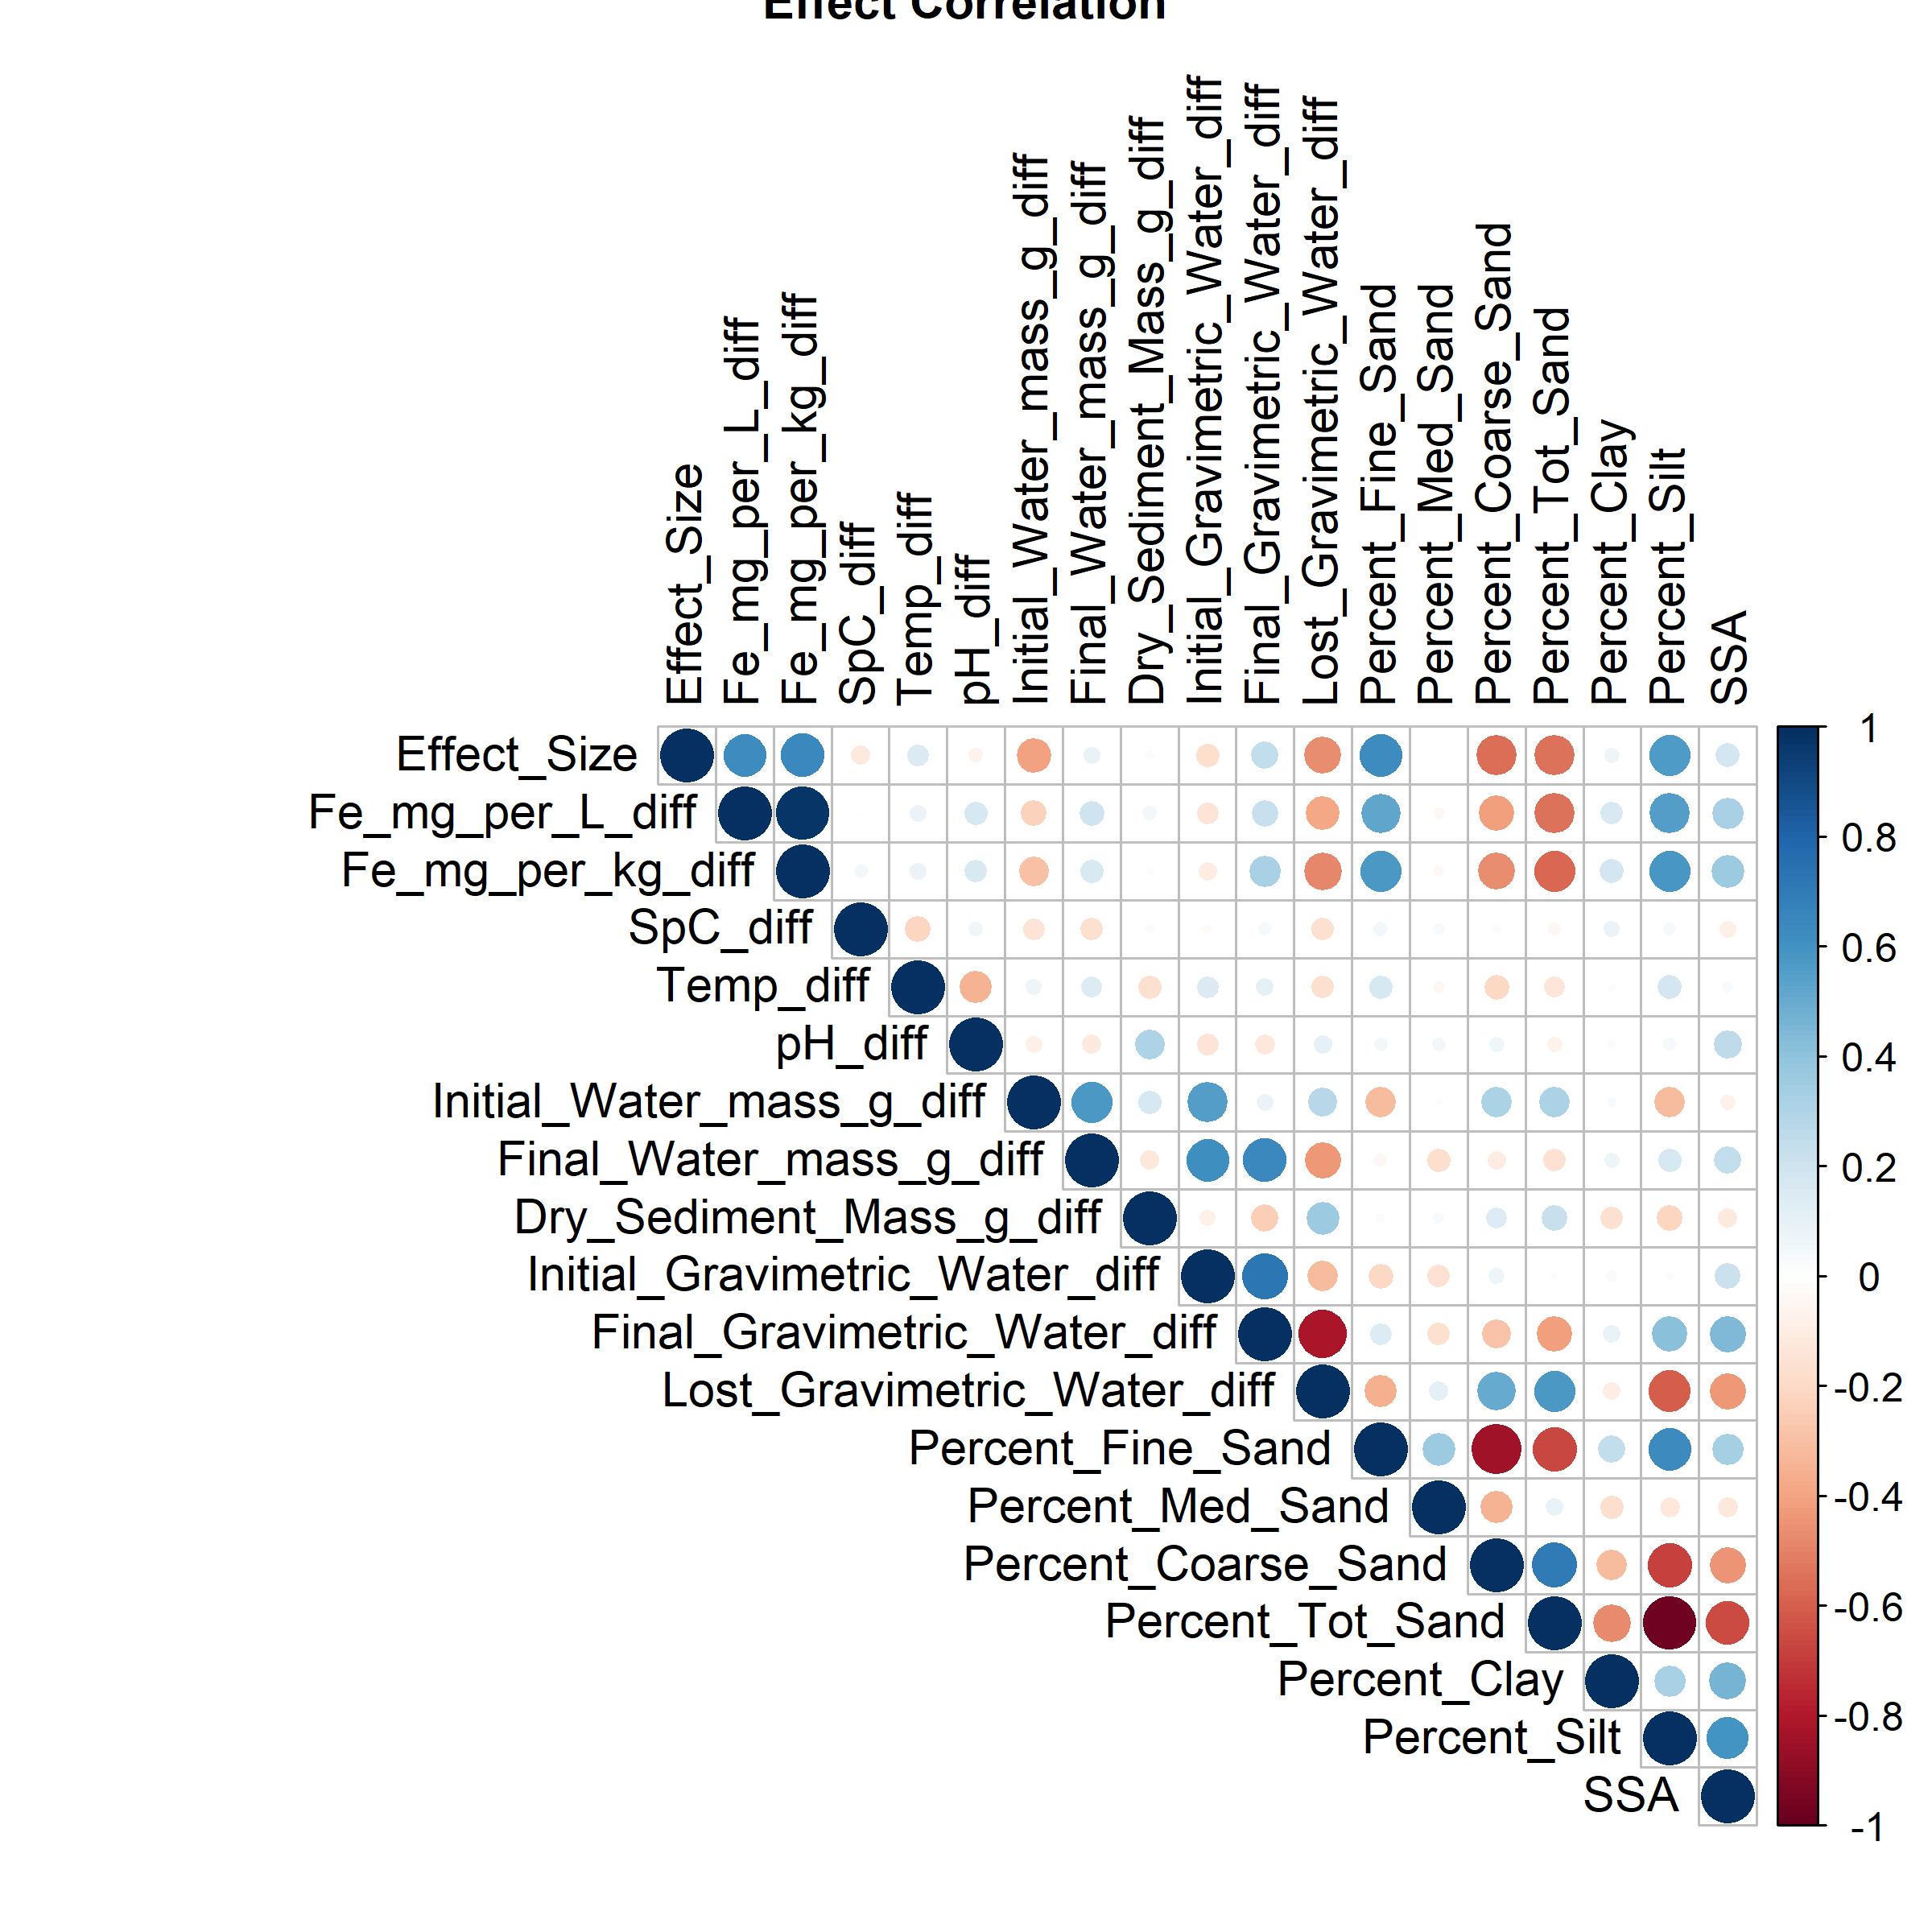 Effect Correlation
Effect_Size
Fe_mg_per_L_diff
Fe_mg_per_kg_diff
SpC_diff
Temp_diff
pH_diff
Initial_Water_mass_g_diff
Final_Water_mass_g_diff
Dry_Sediment_Mass_g_diff
Initial_Gravimetric_Water_diff
Final_Gravimetric_Water_diff
Lost_Gravimetric_Water_diff
Percent_Fine_Sand
Percent_Med_Sand
Percent_Coarse_Sand
Percent_Tot_Sand
Percent_Clay
Percent_Silt
SSA
Effect_Size
Fe_mg_per_L_diff
Fe_mg_per_kg_diff
SpC_diff
Temp_diff
pH_diff
Initial_Water_mass_g_diff
Final_Water_mass_g_diff
Dry_Sediment_Mass_g_diff
Initial_Gravimetric_Water_diff
Final_Gravimetric_Water_diff
Lost_Gravimetric_Water_diff
Percent_Fine_Sand
Percent_Med_Sand
Percent_Coarse_Sand
Percent_Tot_Sand
Percent_Clay
Percent_Silt
SSA
1
0.8
0.6
0.4
0.2
0
-0.2
-0.4
-0.6
-0.8
-1